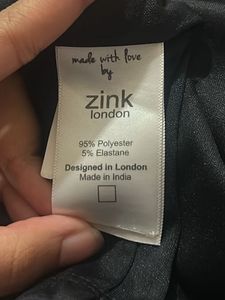 made with love
by
zink
london
95% Polyester
5% Elastane
Designed in London
Made in India